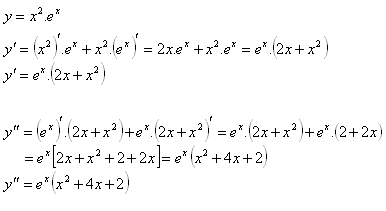 y = x².eˣ
y′ = (x²)′.eˣ + x².(eˣ)′ = 2x.eˣ + x².eˣ = eˣ.(2x + x²)
y′ = eˣ.(2x + x²)
y″ = (eˣ)′.(2x + x²) + eˣ.(2x + x²)′ = eˣ.(2x + x²) + eˣ.(2 + 2x)
= eˣ[2x + x² + 2 + 2x] = eˣ(x² + 4x + 2)
y″ = eˣ(x² + 4x + 2)